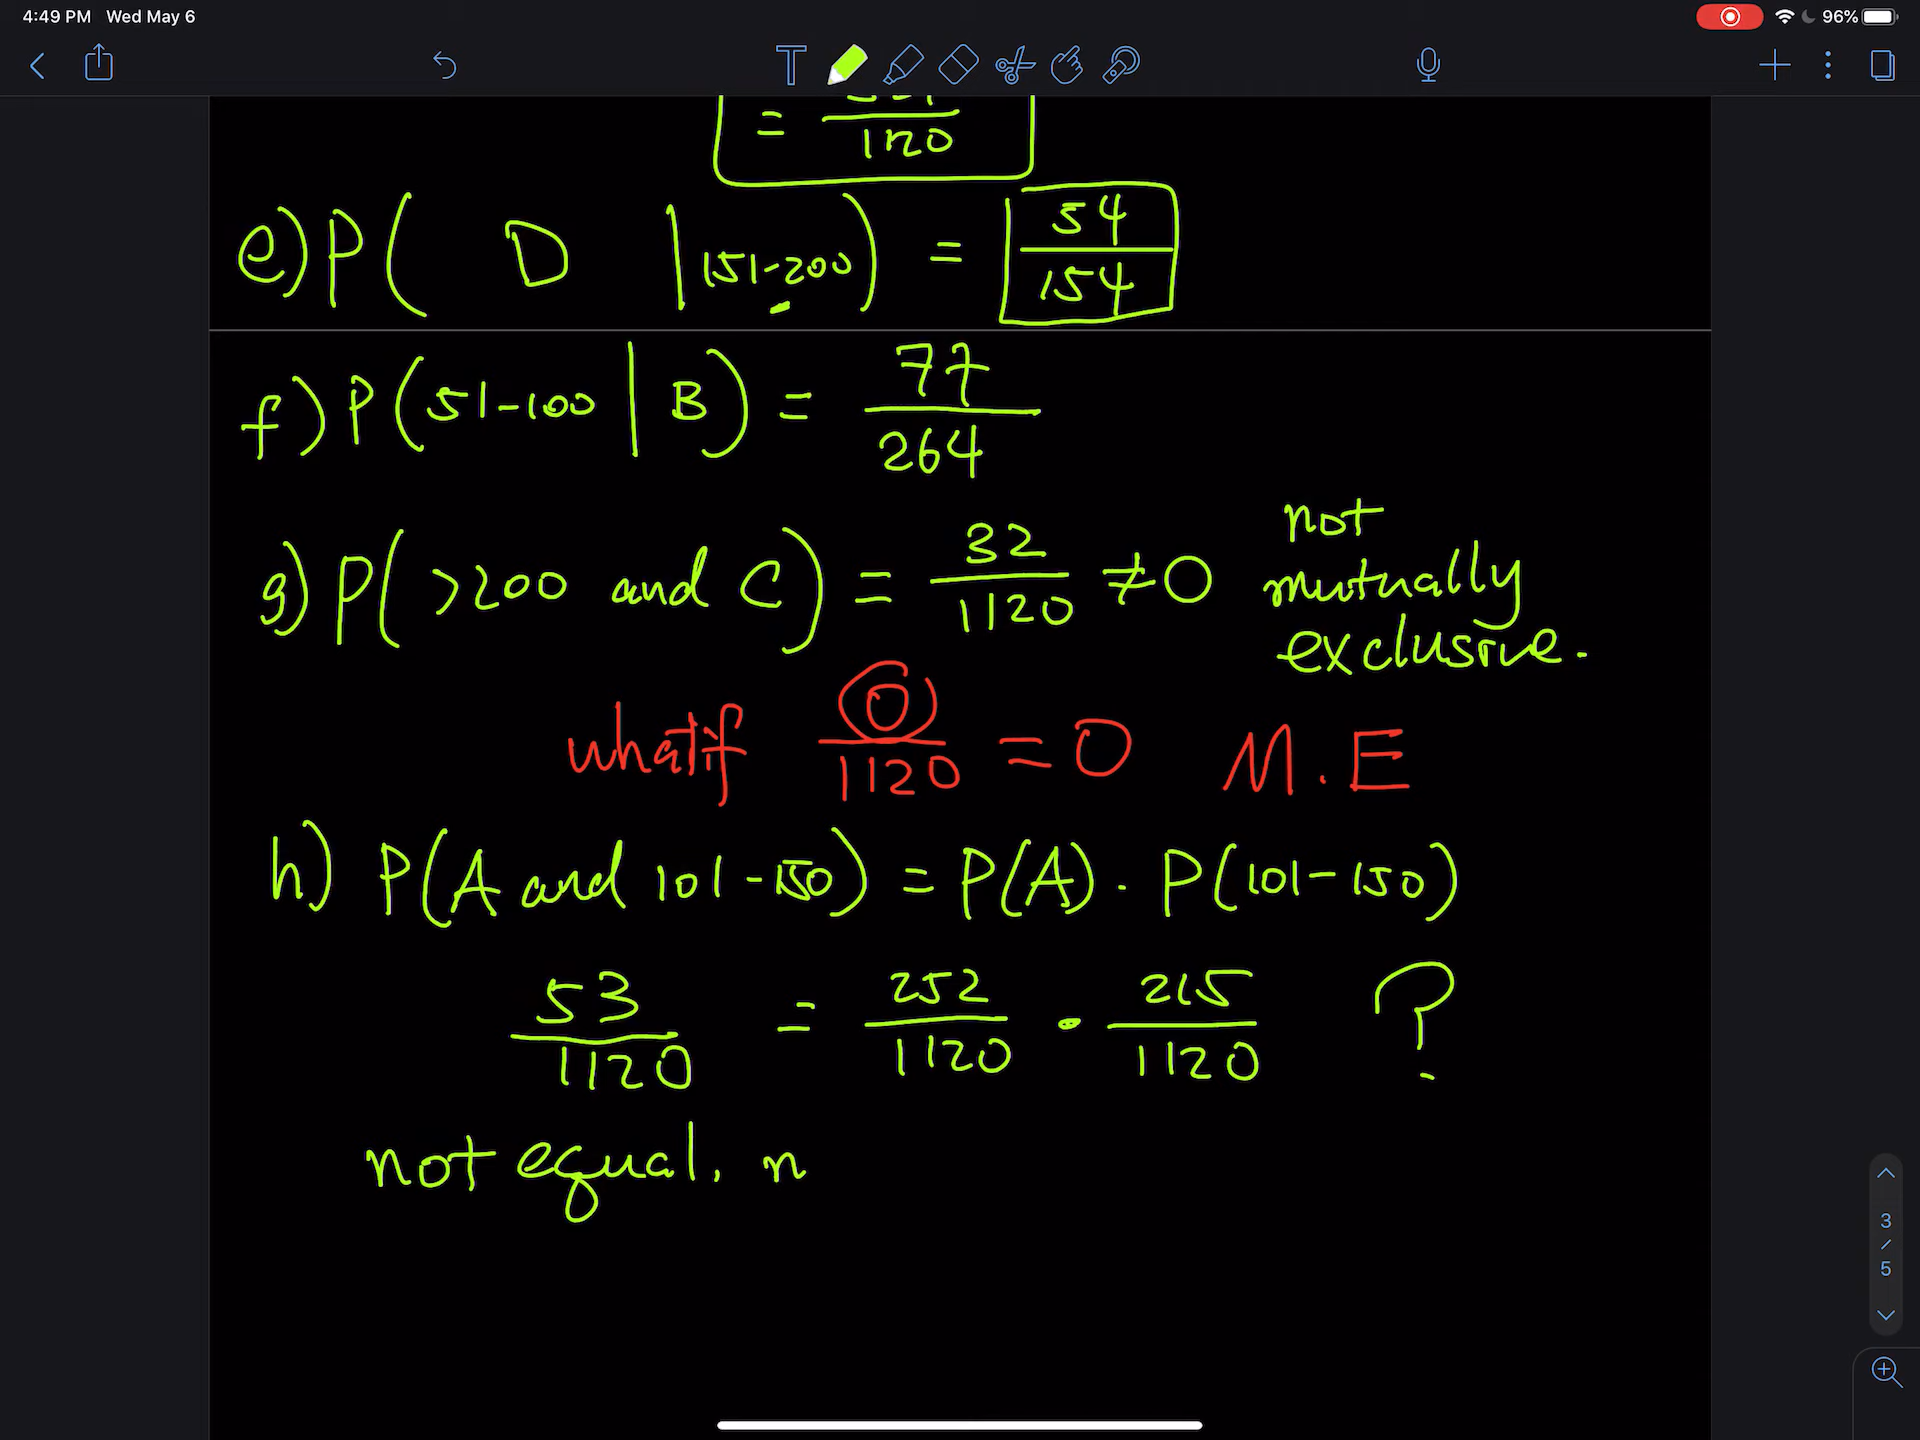 4:49 PM Wed May 6
96%
= /1120
e) P( D | 151-200 ) = 54/154
f) P( 51-100 | B ) = 77/264
g) P( >200 and C ) = 32/1120 ≠ 0 not mutually exclusive.
what if 0/1120 = 0 M.E
h) P(A and 101-150) = P(A) · P(101-150)
53/1120 = 252/1120 · 215/1120 ?
not equal. n
3
/
5